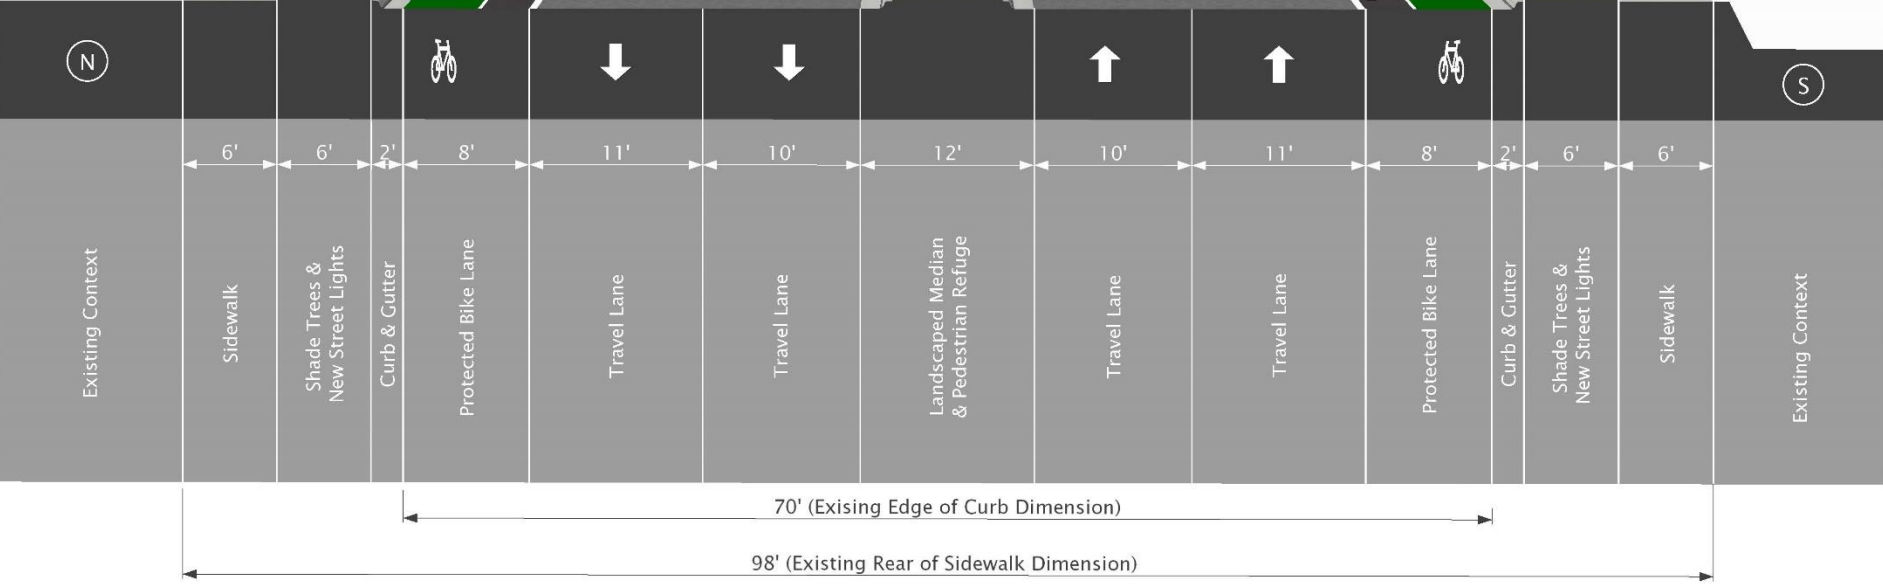 N
S
6'
6'
2'
8'
11'
10'
12'
10'
11'
8'
2'
6'
6'
Existing Context
Sidewalk
Shade Trees &
New Street Lights
Curb & Gutter
Protected Bike Lane
Travel Lane
Travel Lane
Landscaped Median
& Pedestrian Refuge
Travel Lane
Travel Lane
Protected Bike Lane
Curb & Gutter
Shade Trees &
New Street Lights
Sidewalk
Existing Context
70' (Exising Edge of Curb Dimension)
98' (Existing Rear of Sidewalk Dimension)